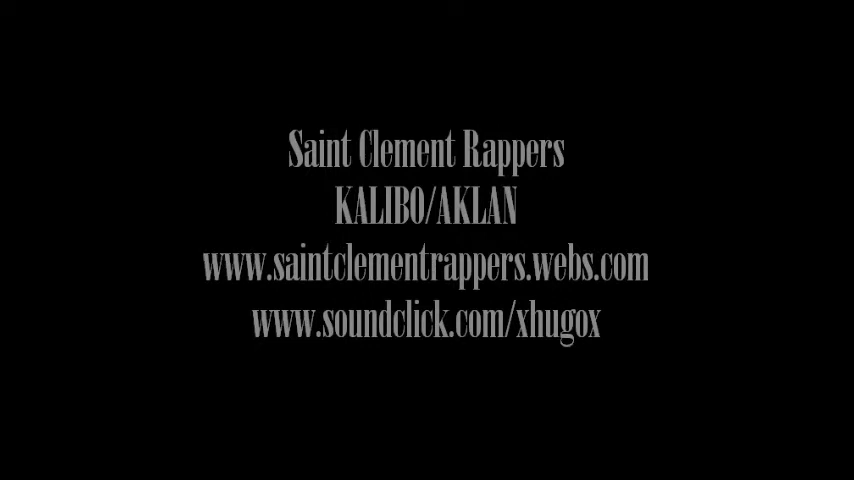 Saint Clement Rappers
KALIBO/AKLAN
www.saintclementrappers.webs.com
www.soundclick.com/xhugox